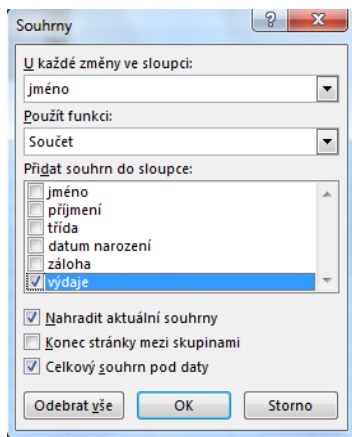 Souhrny
U každé změny ve sloupci:
jméno
Použít funkci:
Součet
Přidat souhrn do sloupce:
jméno
příjmení
třída
datum narození
záloha
výdaje
Nahradit aktuální souhrny
Konec stránky mezi skupinami
Celkový souhrn pod daty
Odebrat vše OK Storno